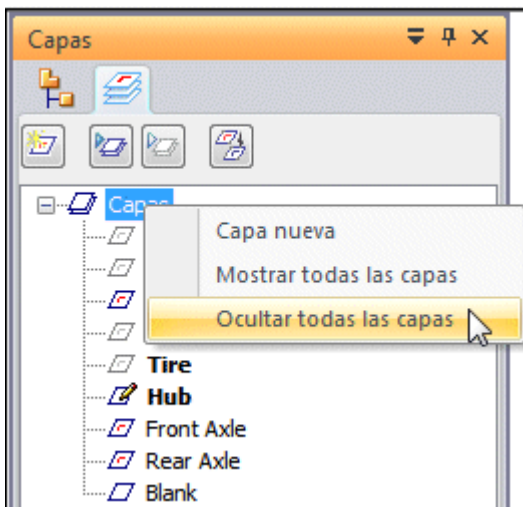 Capas
Capas
Capa nueva
Mostrar todas las capas
Ocultar todas las capas
Tire
Hub
Front Axle
Rear Axle
Blank